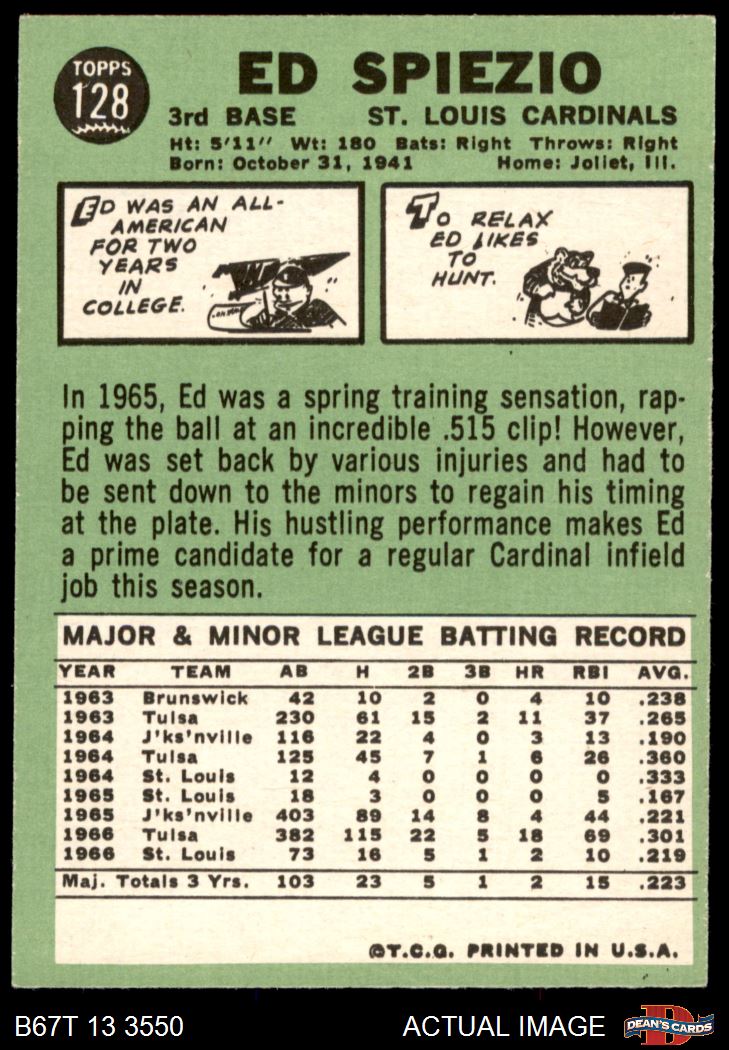 TOPPS
128
ED SPIEZIO
3rd BASE ST. LOUIS CARDINALS
Ht: 5'11" Wt: 180 Bats: Right Throws: Right
Born: October 31, 1941 Home: Joliet, Ill.
ED WAS AN ALL-
AMERICAN
FOR TWO
YEARS
IN
COLLEGE.
TO RELAX
ED LIKES
TO
HUNT.
In 1965, Ed was a spring training sensation, rap-
ping the ball at an incredible .515 clip! However,
Ed was set back by various injuries and had to
be sent down to the minors to regain his timing
at the plate. His hustling performance makes Ed
a prime candidate for a regular Cardinal infield
job this season.
MAJOR & MINOR LEAGUE BATTING RECORD
YEAR TEAM AB H 2B 3B HR RBI AVG.
1963 Brunswick 42 10 2 0 4 10 .238
1963 Tulsa 230 61 15 2 11 37 .265
1964 J'ks'nville 116 22 4 0 3 13 .190
1964 Tulsa 125 45 7 1 6 26 .360
1964 St. Louis 12 4 0 0 0 0 .333
1965 St. Louis 18 3 0 0 0 5 .167
1965 J'ks'nville 403 89 14 8 4 44 .221
1966 Tulsa 382 115 22 5 18 69 .301
1966 St. Louis 73 16 5 1 2 10 .219
Maj. Totals 3 Yrs. 103 23 5 1 2 15 .223
©T.C.G. PRINTED IN U.S.A.
B67T 13 3550 ACTUAL IMAGE
DEAN'S CARDS